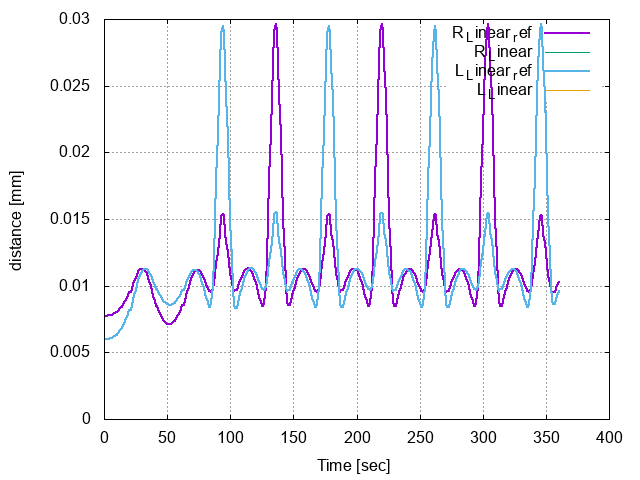 0.03
0.025
0.02
0.015
0.01
0.005
0
distance [mm]
R_Linear_ref
R_Linear
L_Linear_ref
L_Linear
0 50 100 150 200 250 300 350 400
Time [sec]